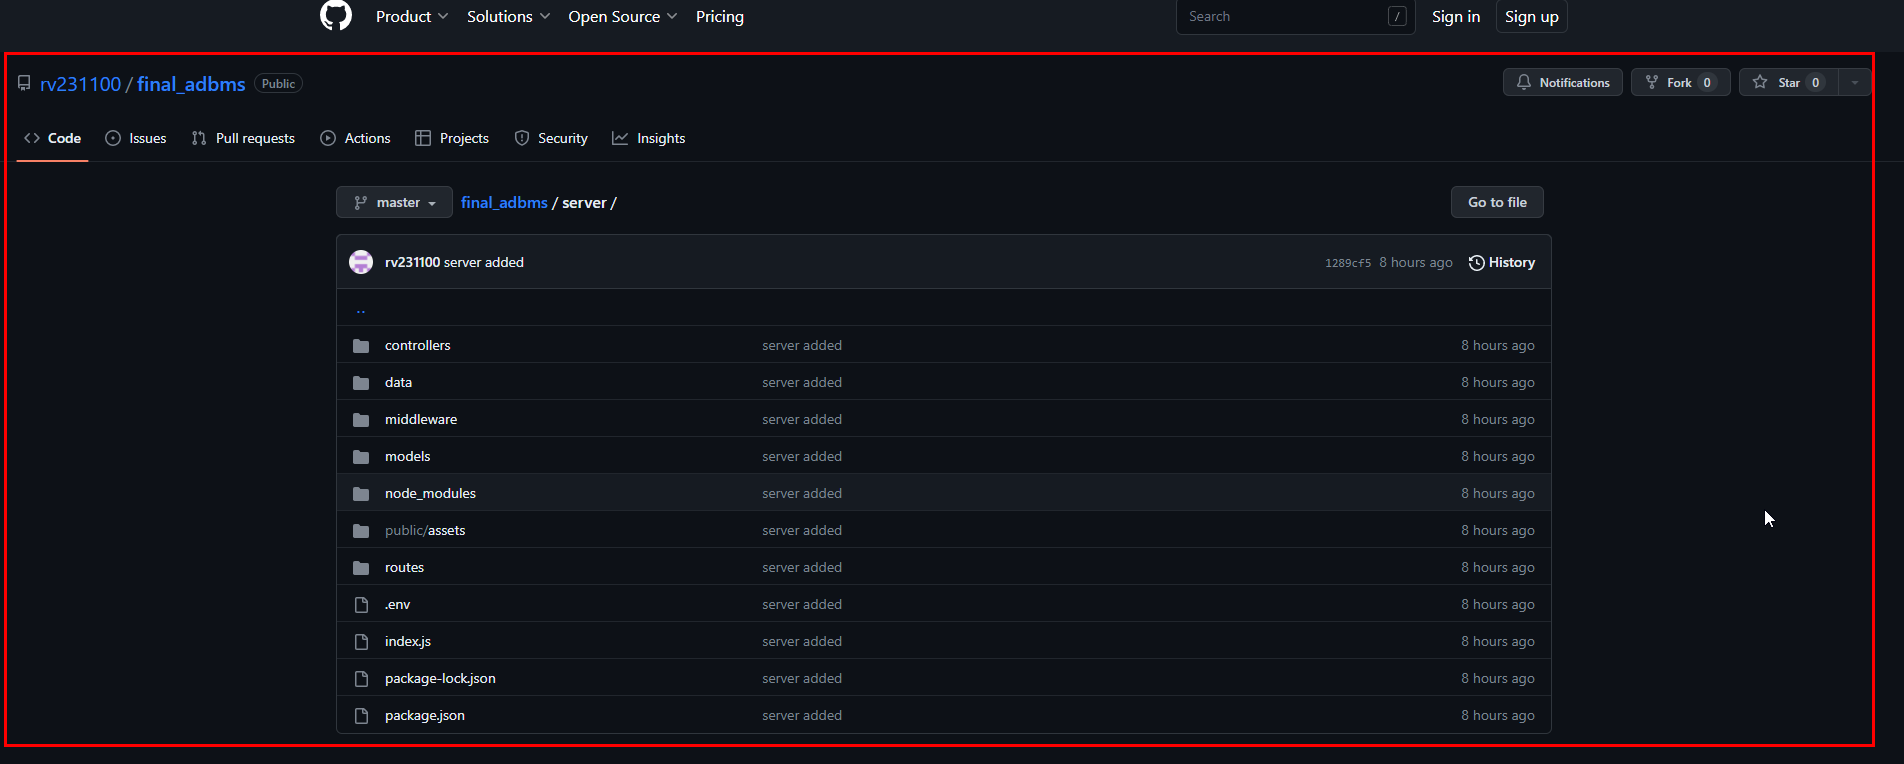 Product Solutions Open Source Pricing Search / Sign in Sign up
rv231100 / final_adbms Public Notifications Fork 0 Star 0
Code Issues Pull requests Actions Projects Security Insights
master final_adbms / server / Go to file
rv231100 server added 1289cf5 8 hours ago History
..
controllers server added 8 hours ago
data server added 8 hours ago
middleware server added 8 hours ago
models server added 8 hours ago
node_modules server added 8 hours ago
public/assets server added 8 hours ago
routes server added 8 hours ago
.env server added 8 hours ago
index.js server added 8 hours ago
package-lock.json server added 8 hours ago
package.json server added 8 hours ago